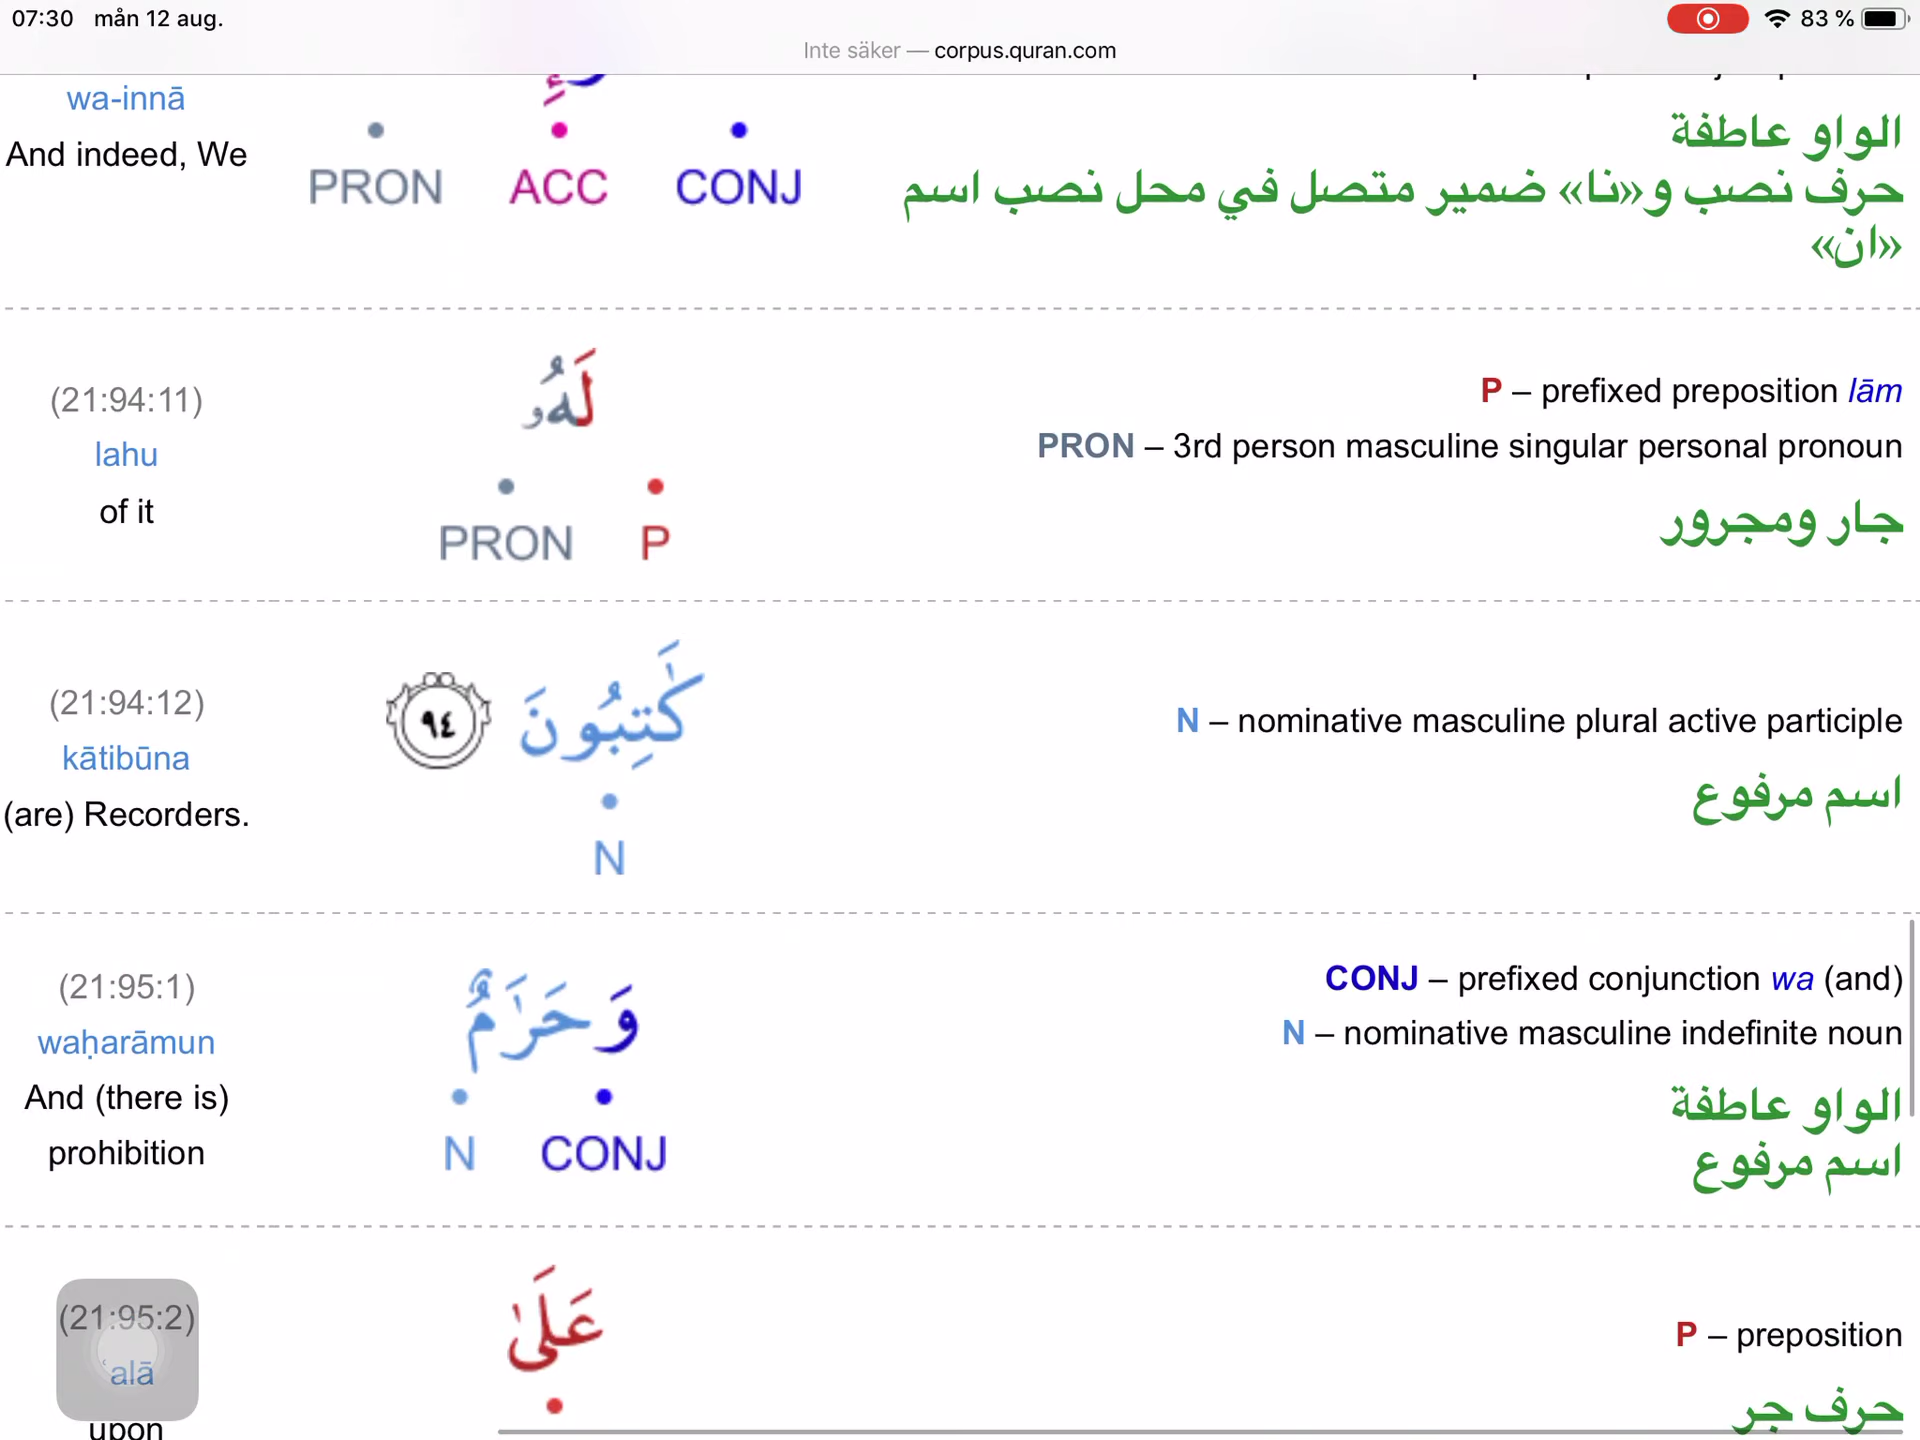 07:30 mån 12 aug.
83 %
Inte säker — corpus.quran.com
wa-innā
And indeed, We
PRON ACC CONJ
الواو عاطفة
حرف نصب و«نا» ضمير متصل في محل نصب اسم
«ان»
(21:94:11)
lahu
of it
لَهُۥ
PRON P
P – prefixed preposition lām
PRON – 3rd person masculine singular personal pronoun
جار ومجرور
(21:94:12)
kātibūna
(are) Recorders.
كَٰتِبُونَ ٩٤
N
N – nominative masculine plural active participle
اسم مرفوع
(21:95:1)
waḥarāmun
And (there is)
prohibition
وَحَرَٰمٌ
N CONJ
CONJ – prefixed conjunction wa (and)
N – nominative masculine indefinite noun
الواو عاطفة
اسم مرفوع
(21:95:2)
ʿalā
upon
عَلَىٰ
P – preposition
حرف جر